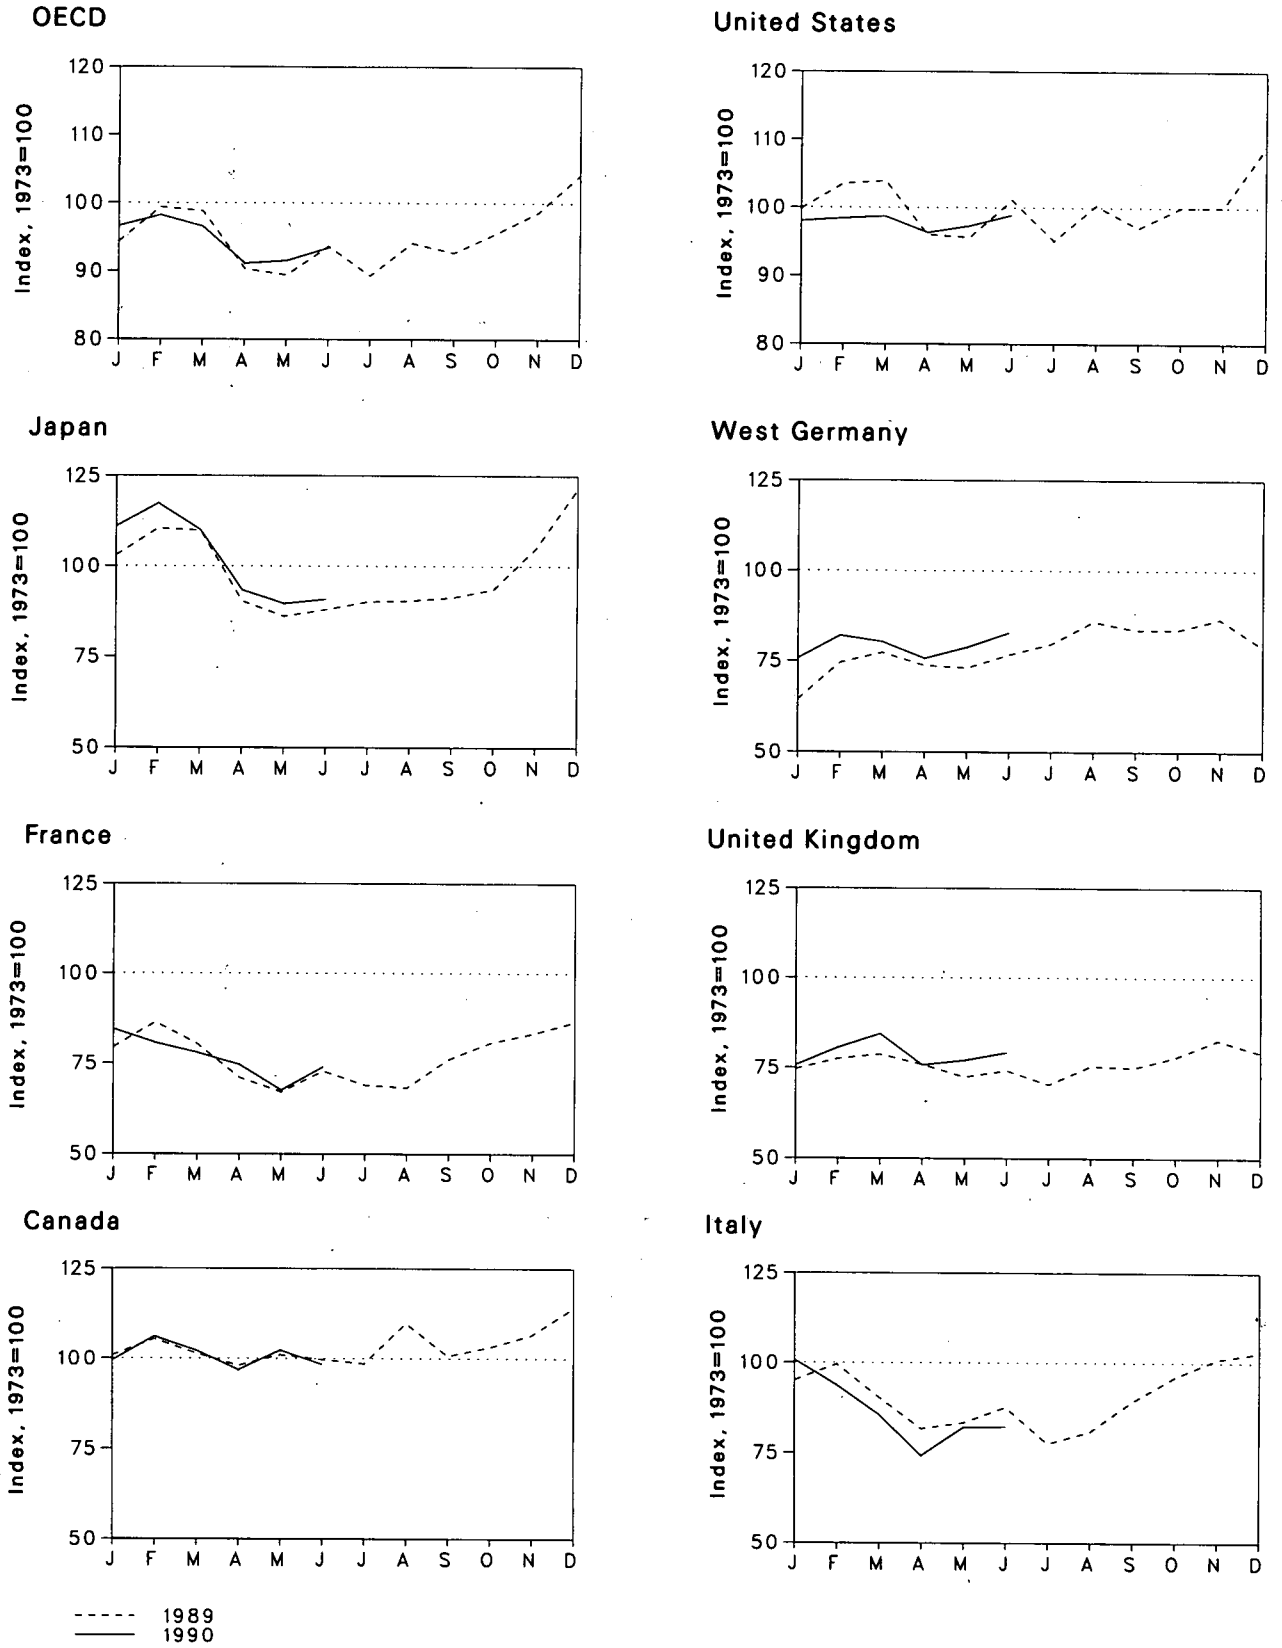 OECD
Index, 1973=100
120
110
100
90
80
J F M A M J J A S O N D
United States
Index, 1973=100
120
110
100
90
80
J F M A M J J A S O N D
Japan
Index, 1973=100
125
100
75
50
J F M A M J J A S O N D
West Germany
Index, 1973=100
125
100
75
50
J F M A M J J A S O N D
France
Index, 1973=100
125
100
75
50
J F M A M J J A S O N D
United Kingdom
Index, 1973=100
125
100
75
50
J F M A M J J A S O N D
Canada
Index, 1973=100
125
100
75
50
J F M A M J J A S O N D
Italy
Index, 1973=100
125
100
75
50
J F M A M J J A S O N D
1989
1990